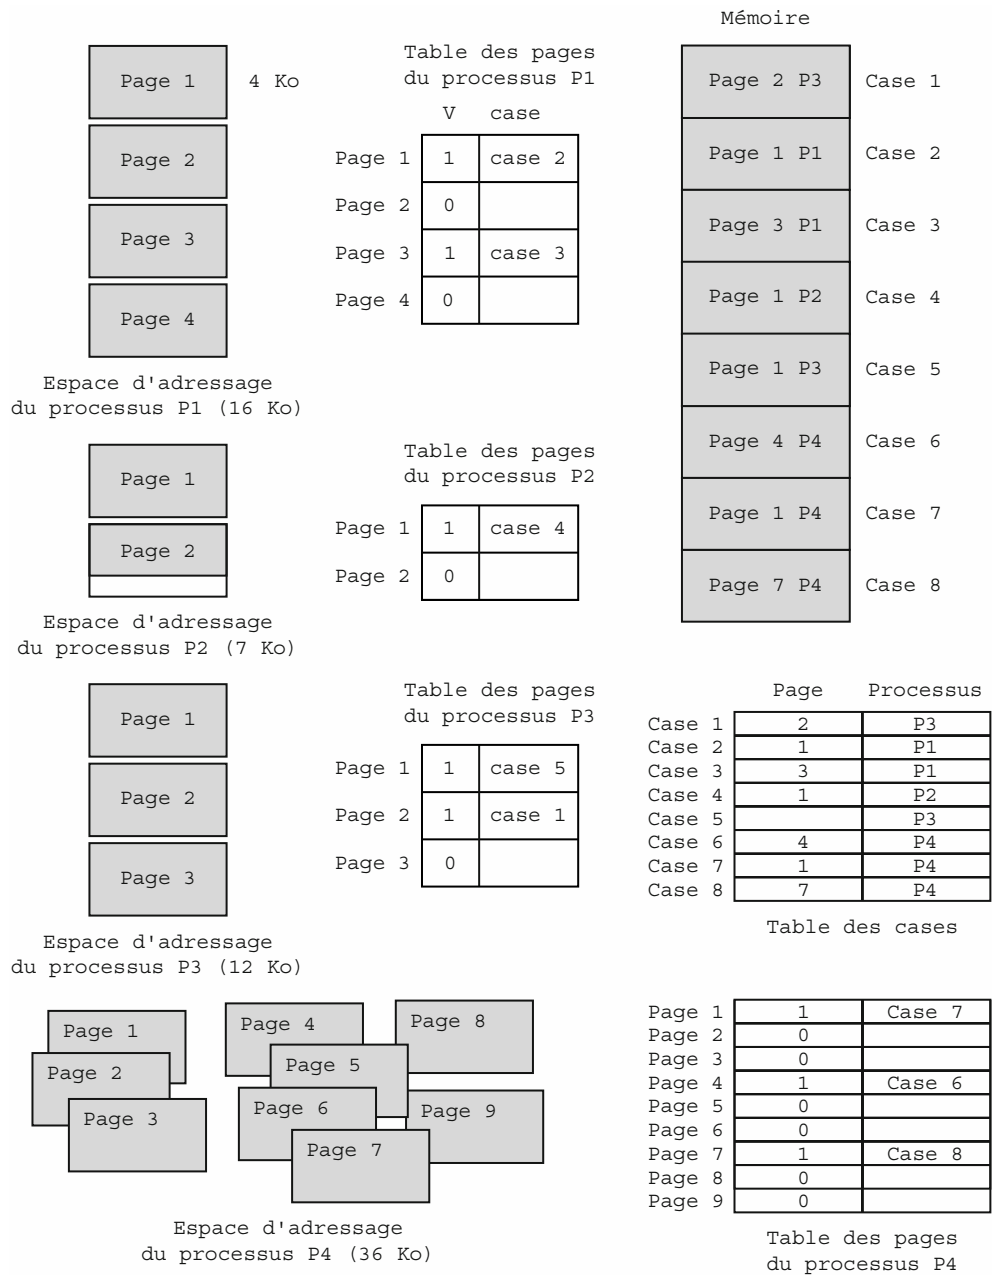 Mémoire
Page 1
4 Ko
Page 2
Page 3
Page 4
Espace d'adressage
du processus P1 (16 Ko)
Table des pages
du processus P1
V case
Page 1 1 case 2
Page 2 0
Page 3 1 case 3
Page 4 0
Page 2 P3 Case 1
Page 1 P1 Case 2
Page 3 P1 Case 3
Page 1 P2 Case 4
Page 1 P3 Case 5
Page 4 P4 Case 6
Page 1 P4 Case 7
Page 7 P4 Case 8
Page 1
Page 2
Espace d'adressage
du processus P2 (7 Ko)
Table des pages
du processus P2
Page 1 1 case 4
Page 2 0
Page 1
Page 2
Page 3
Espace d'adressage
du processus P3 (12 Ko)
Table des pages
du processus P3
Page 1 1 case 5
Page 2 1 case 1
Page 3 0
Page Processus
Case 1 2 P3
Case 2 1 P1
Case 3 3 P1
Case 4 1 P2
Case 5 P3
Case 6 4 P4
Case 7 1 P4
Case 8 7 P4
Table des cases
Page 1
Page 2
Page 3
Page 4
Page 5
Page 6
Page 7
Page 8
Page 9
Espace d'adressage
du processus P4 (36 Ko)
Page 1 1 Case 7
Page 2 0
Page 3 0
Page 4 1 Case 6
Page 5 0
Page 6 0
Page 7 1 Case 8
Page 8 0
Page 9 0
Table des pages
du processus P4